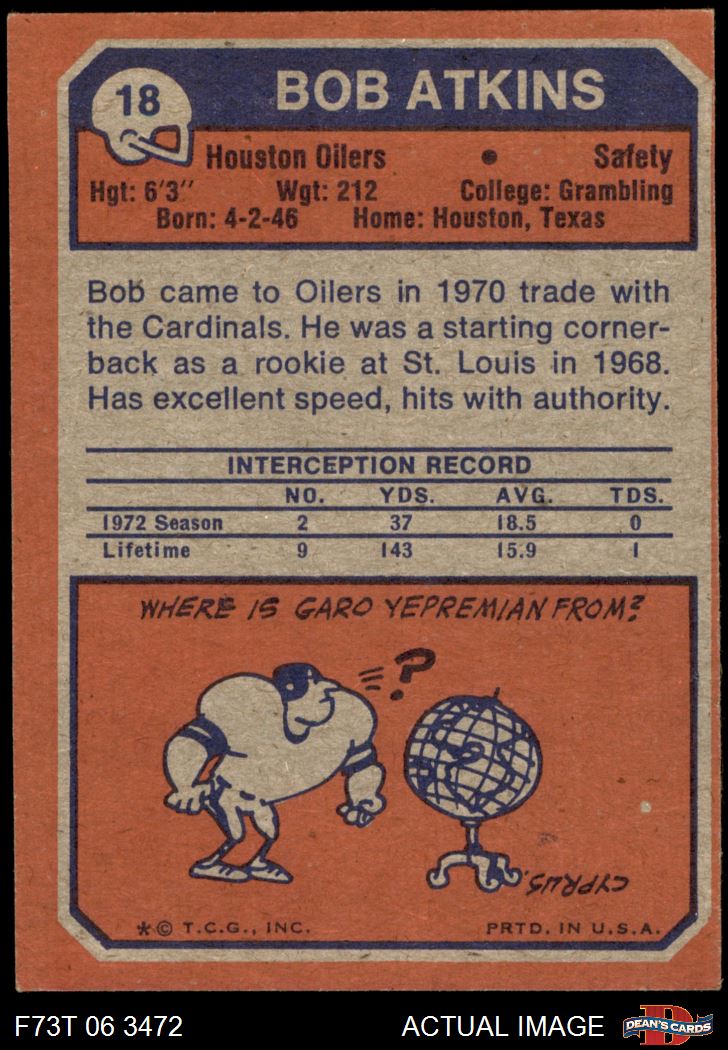 18
BOB ATKINS
Houston Oilers • Safety
Hgt: 6'3" Wgt: 212 College: Grambling
Born: 4-2-46 Home: Houston, Texas
Bob came to Oilers in 1970 trade with
the Cardinals. He was a starting corner-
back as a rookie at St. Louis in 1968.
Has excellent speed, hits with authority.
INTERCEPTION RECORD
NO. YDS. AVG. TDS.
1972 Season 2 37 18.5 0
Lifetime 9 143 15.9 1
WHERE IS GARO YEPREMIAN FROM?
?
CYPRUS.
*© T.C.G., INC. PRTD. IN U.S.A.
F73T 06 3472 ACTUAL IMAGE
D
DEAN'S CARDS